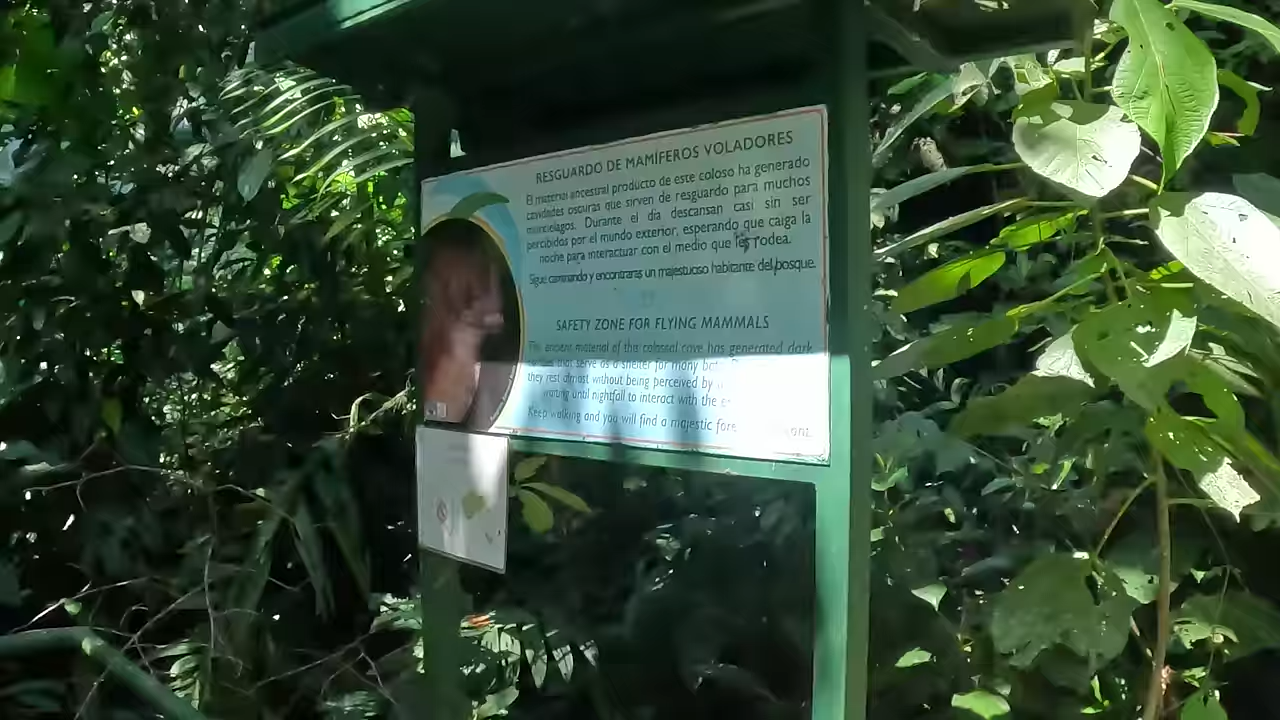 RESGUARDO DE MAMÍFEROS VOLADORES
El material ancestral producto de este coloso ha generado
cavidades oscuras que sirven de resguardo para muchos
murciélagos. Durante el día descansan casi sin ser
percibidos por el mundo exterior, esperando que caiga la
noche para interactuar con el medio que les rodea.
Sigue caminando y encontraras un majestuoso habitante del bosque.
SAFETY ZONE FOR FLYING MAMMALS
The ancient material of this colossal cave has generated dark
that serve as a shelter for many
they rest almost without being perceived by
waiting until nightfall to interact with the
Keep walking and you will find a majestic